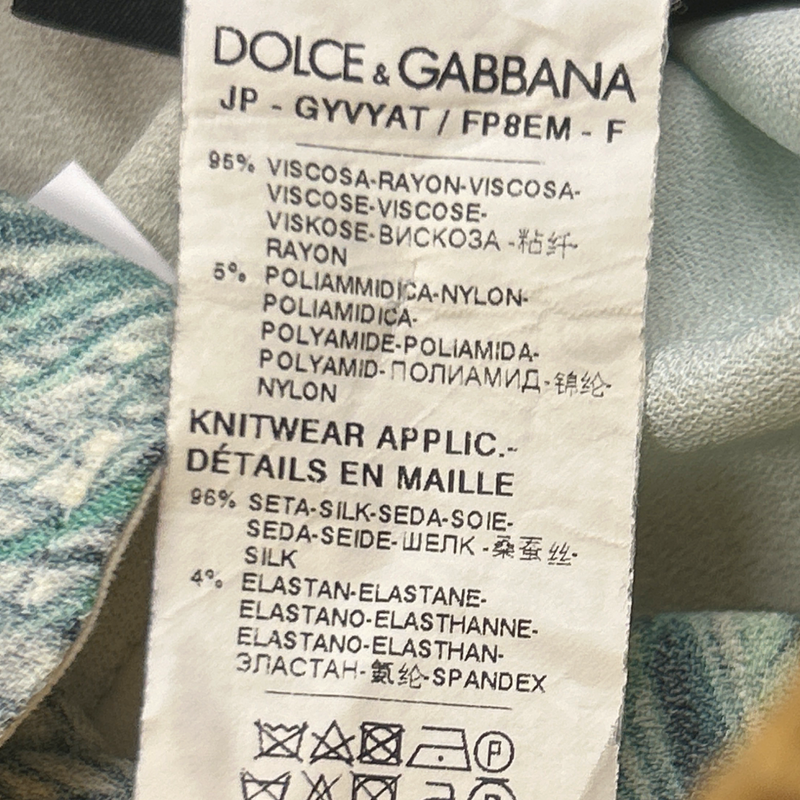 DOLCE & GABBANA
JP - GYVYAT / FP8EM - F
95% VISCOSA-RAYON-VISCOSA-
VISCOSE-VISCOSE-
VISKOSE-ВИСКОЗА -粘纤-
RAYON
5% POLIAMMIDICA-NYLON-
POLIAMIDICA-
POLYAMIDE-POLIAMIDA-
POLYAMID-ПОЛИАМИД-锦纶-
NYLON
KNITWEAR APPLIC.-
DÉTAILS EN MAILLE
96% SETA-SILK-SEDA-SOIE-
SEDA-SEIDE-ШЕЛК -桑蚕丝-
SILK
4% ELASTAN-ELASTANE-
ELASTANO-ELASTHANNE-
ELASTANO-ELASTHAN-
ЭЛАСТАН-氨纶-SPANDEX
P
P